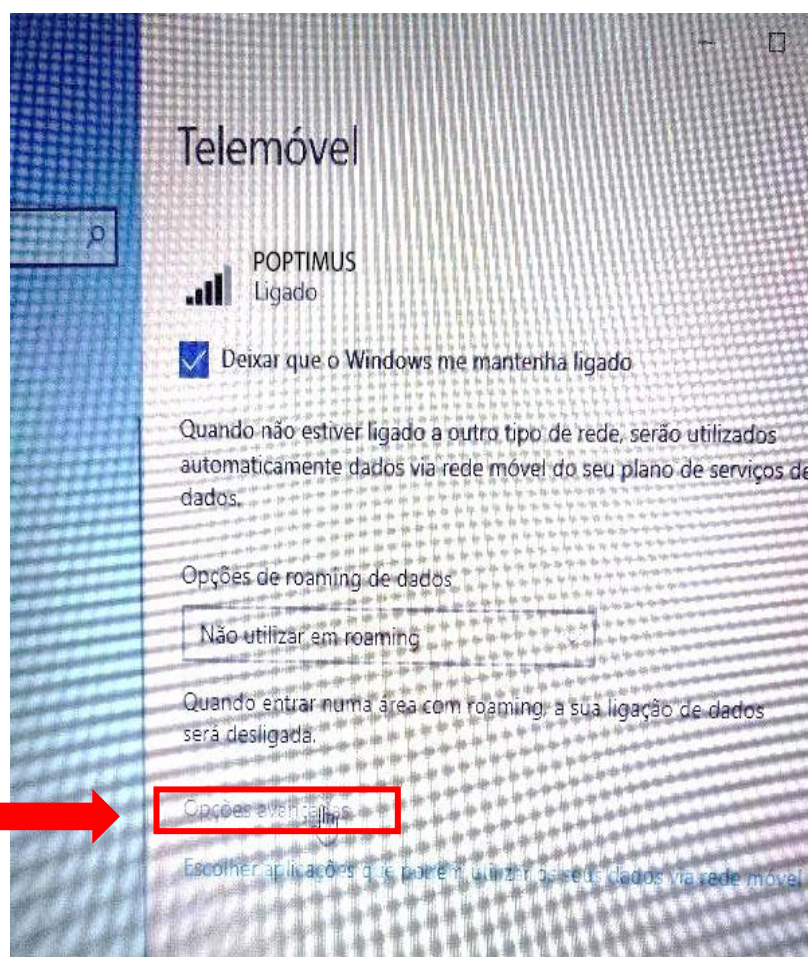 Telemóvel
POPTIMUS
Ligado
Deixar que o Windows me mantenha ligado
Quando não estiver ligado a outro tipo de rede, serão utilizados
automaticamente dados via rede móvel do seu plano de serviços de
dados.
Opções de roaming de dados
Não utilizar em roaming
Quando entrar numa área com roaming, a sua ligação de dados
será desligada.
Opções avançadas
Escolher aplicações que podem utilizar os seus dados via rede móvel